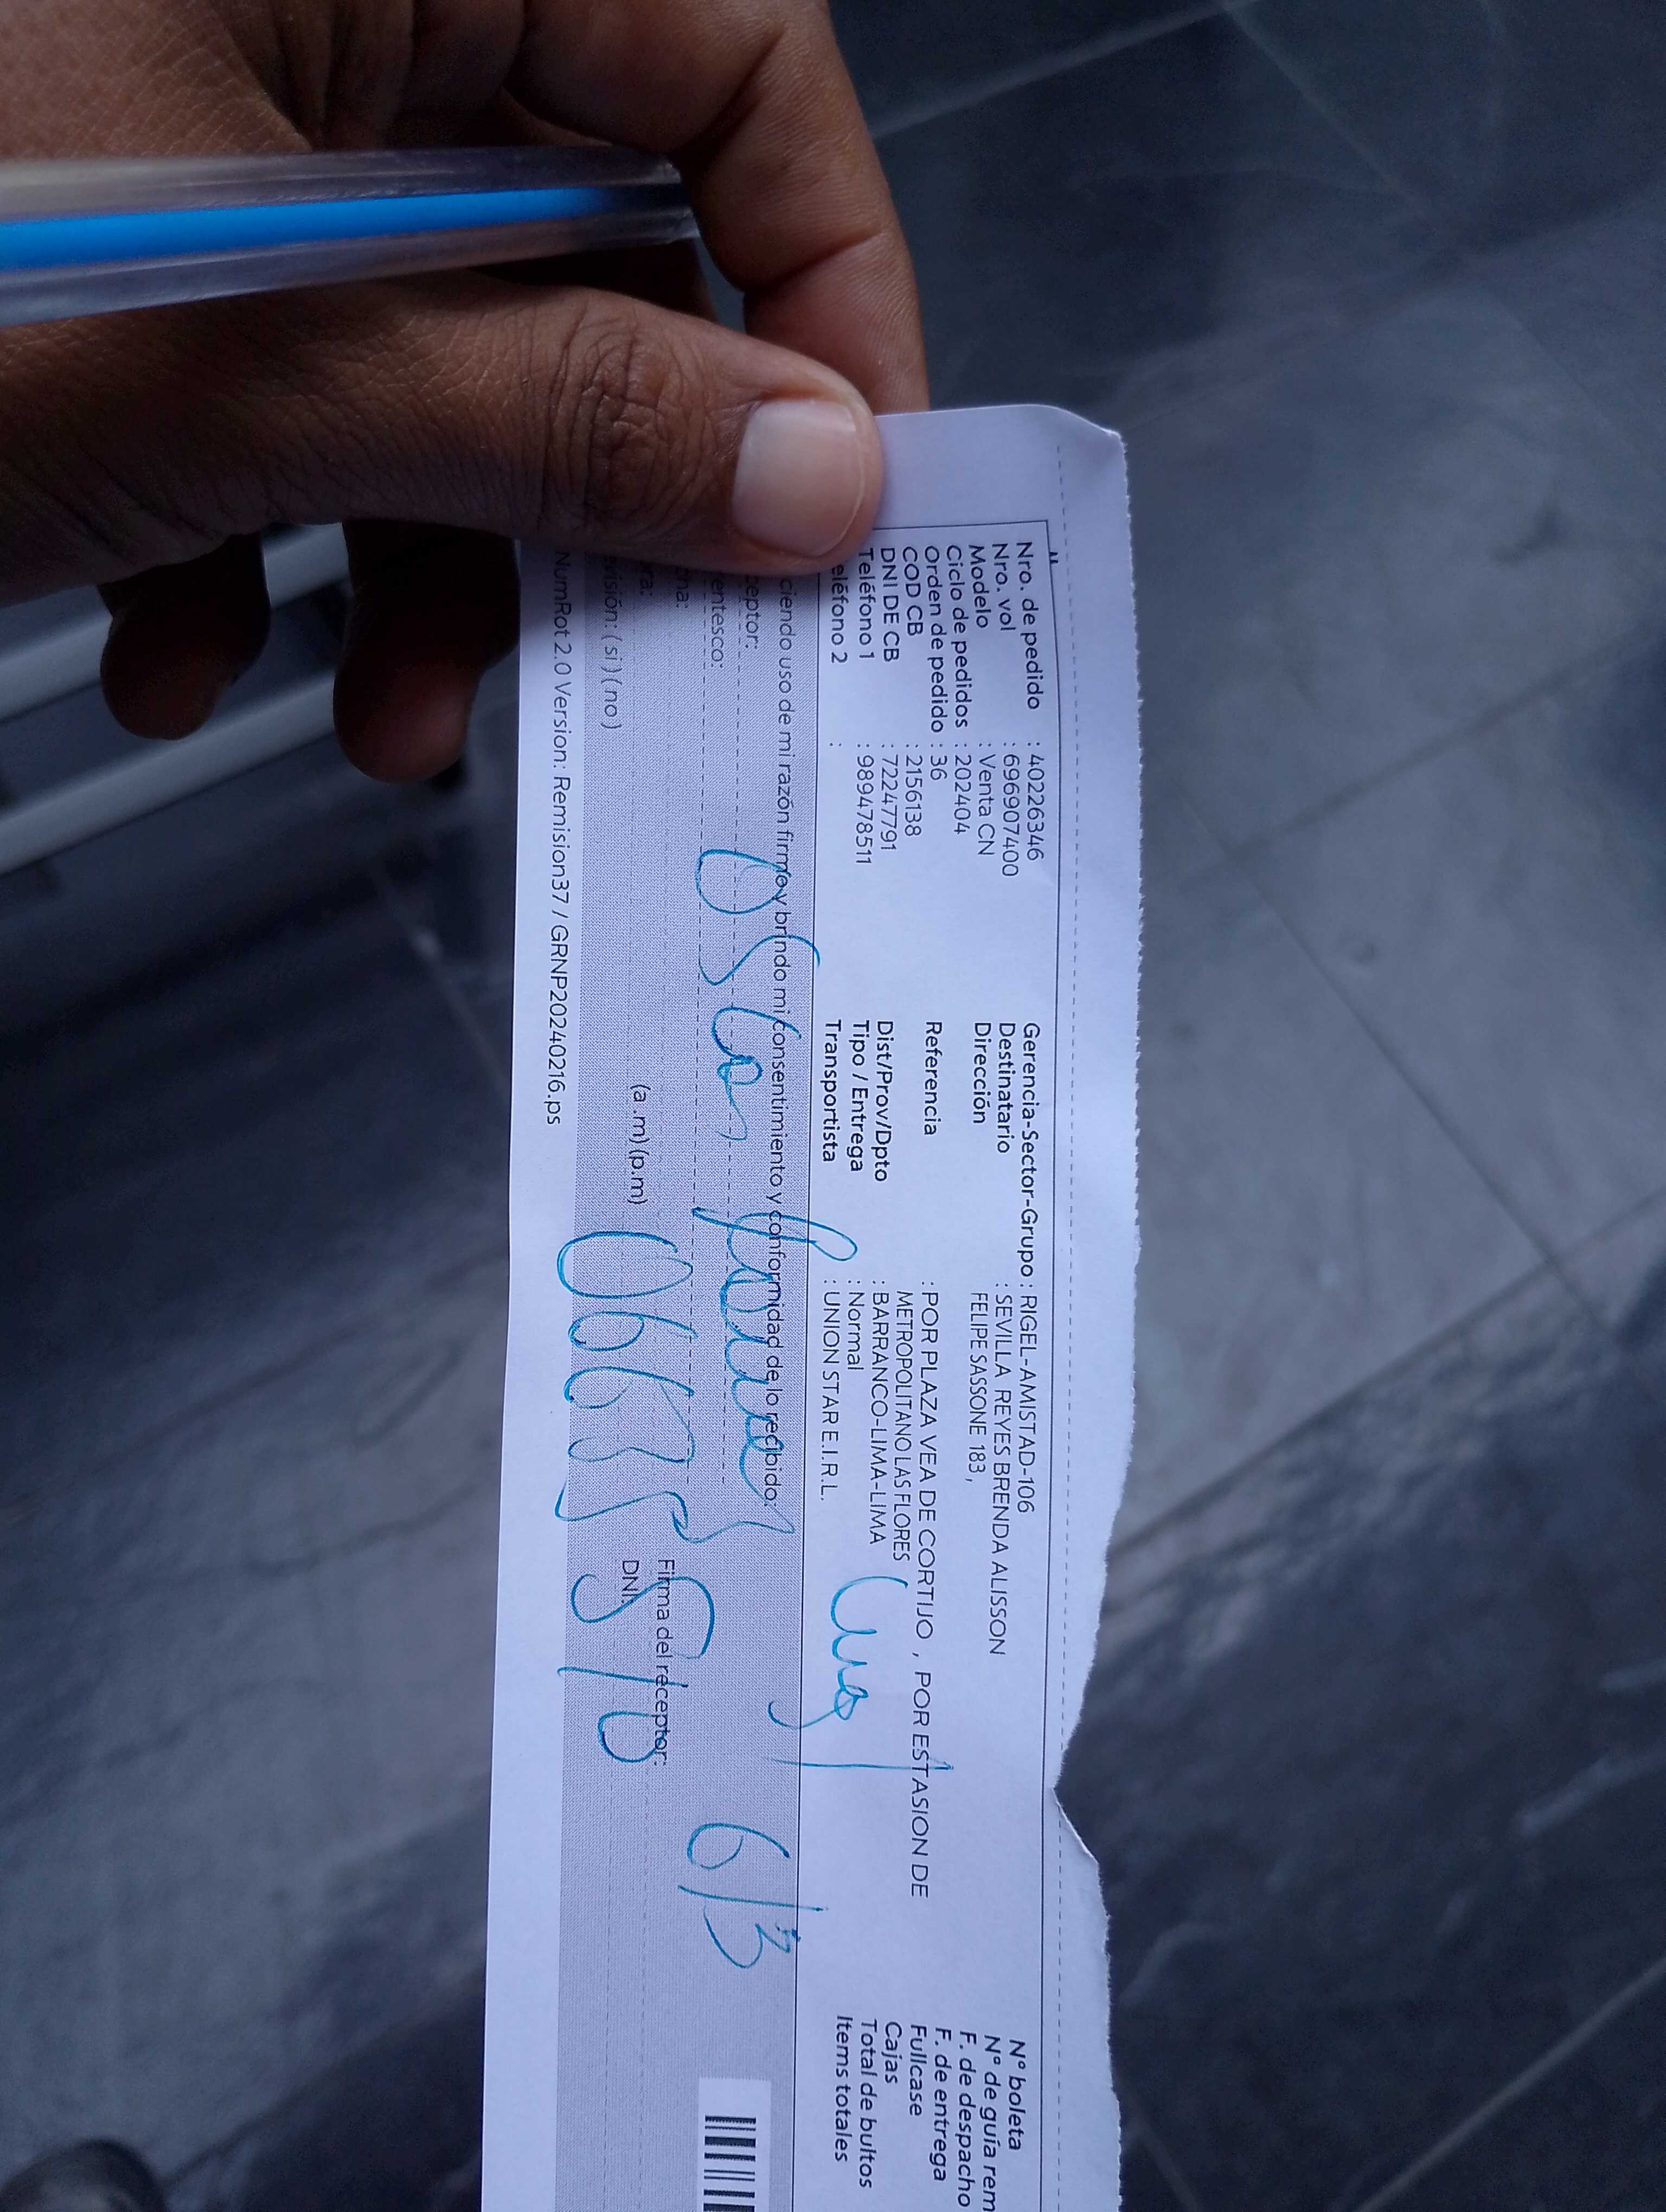 Nro. de pedido : 40226346
Nro. vol : 696907400
Modelo : Venta CN
Ciclo de pedidos : 202404
Orden de pedido : 36
COD CB : 2156138
DNI DE CB : 72247791
Teléfono 1 : 989478511
eléfono 2 :
Gerencia-Sector-Grupo : RIGEL-AMISTAD-106
Destinatario : SEVILLA REYES BRENDA ALISSON
Dirección FELIPE SASSONE 183 ,
Referencia : POR PLAZA VEA DE CORTIJO , POR ESTASION DE
METROPOLITANO LAS FLORES
Dist/Prov/Dpto : BARRANCO-LIMA-LIMA
Tipo / Entrega : Normal
Transportista : UNION STAR E.I.R.L.
N° boleta
N° de guía rem
F. de despacho
F. de entrega
Fullcase
Cajas
Total de bultos
Items totales
ciendo uso de mi razón firmo y brindo mi consentimiento y conformidad de lo recibido.
ceptor:
entesco:
na:
ra: (a .m) (p.m)
visión: ( si ) ( no )
6/3
Firma del receptor:
DNI:
NumRot 2.0 Version: Remision37 / GRNP20240216.ps